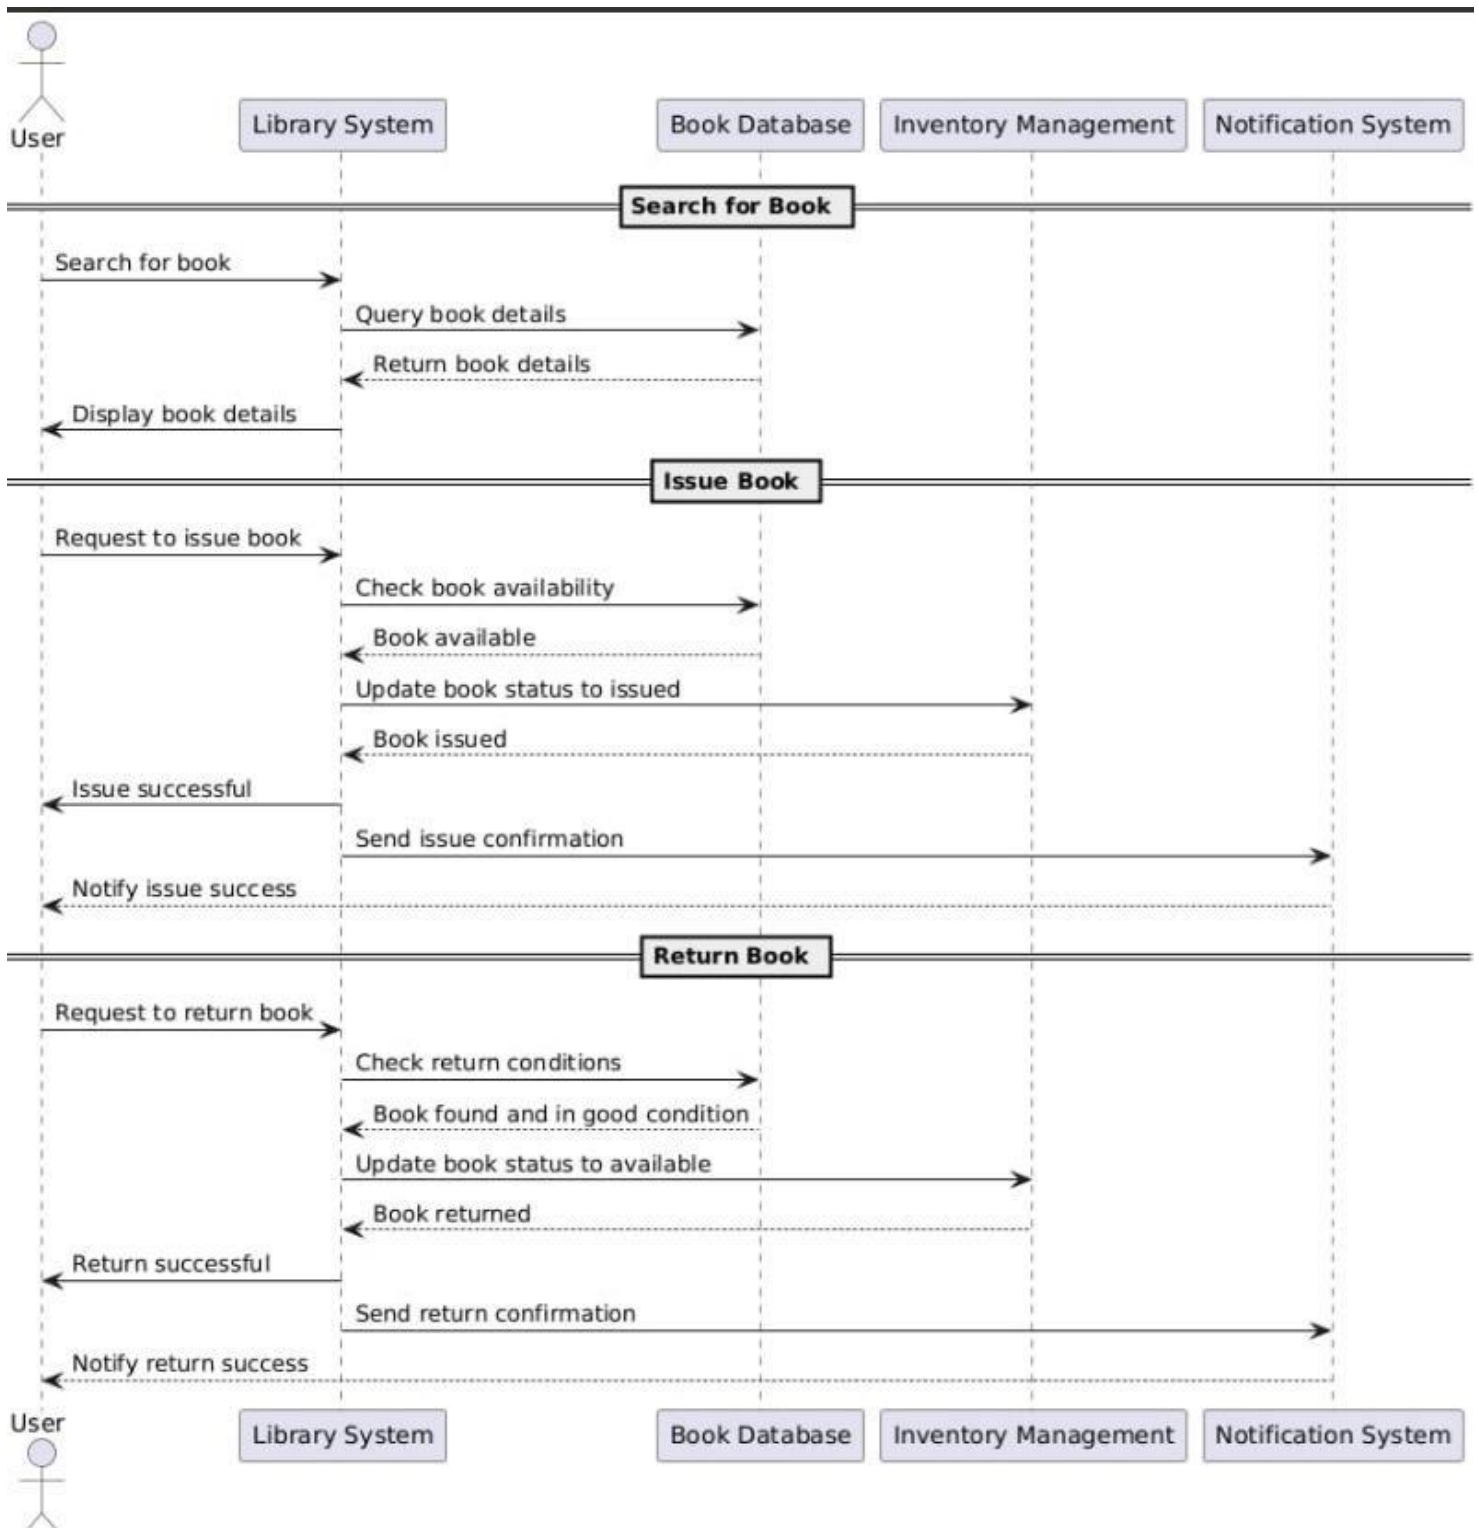 User
Library System
Book Database
Inventory Management
Notification System
Search for Book
Search for book
Query book details
Return book details
Display book details
Issue Book
Request to issue book
Check book availability
Book available
Update book status to issued
Book issued
Issue successful
Send issue confirmation
Notify issue success
Return Book
Request to return book
Check return conditions
Book found and in good condition
Update book status to available
Book returned
Return successful
Send return confirmation
Notify return success
User
Library System
Book Database
Inventory Management
Notification System